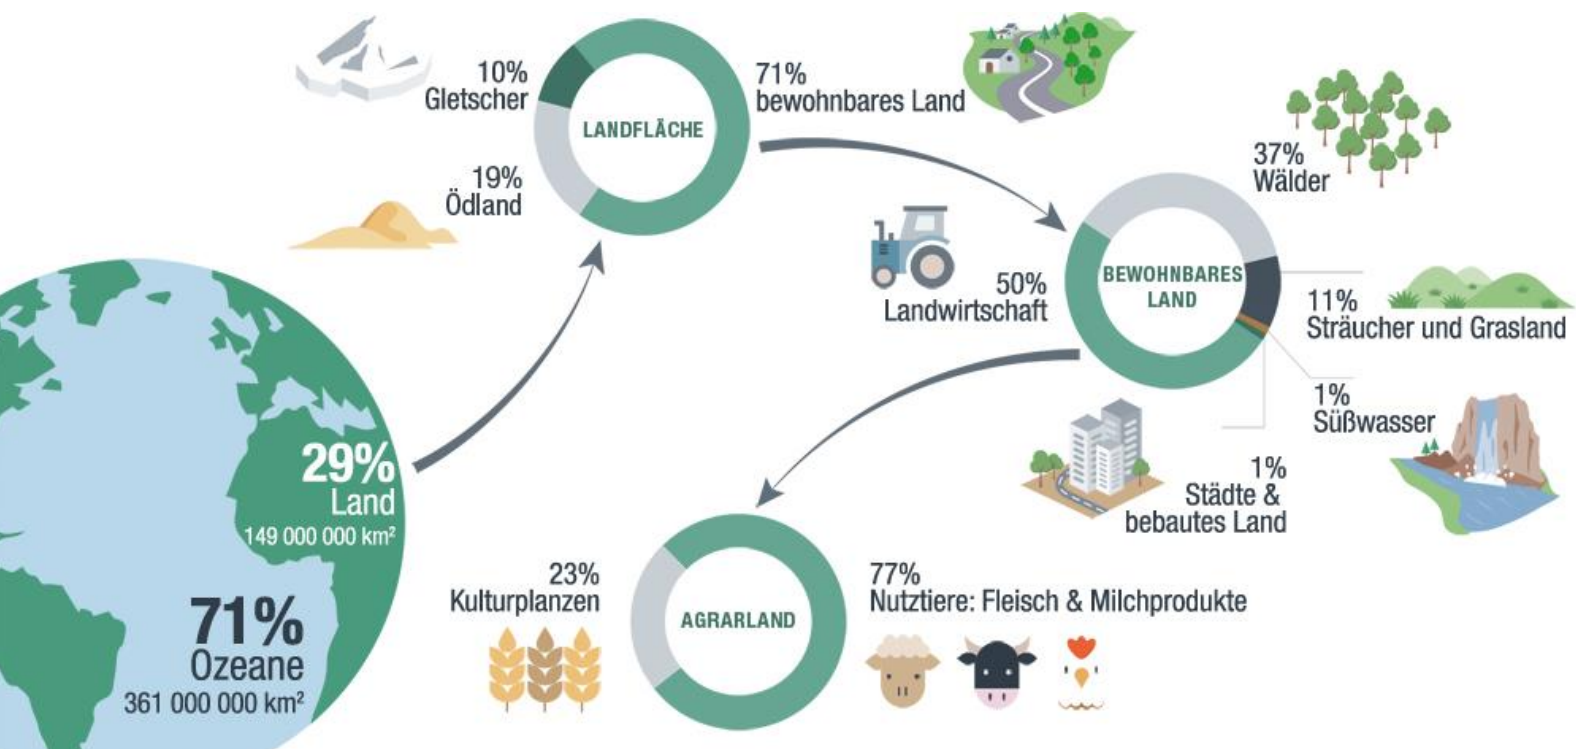 10%
Gletscher
19%
Ödland
LANDFLÄCHE
71%
bewohnbares Land
37%
Wälder
50%
Landwirtschaft
BEWOHNBARES
LAND
11%
Sträucher und Grasland
1%
Süßwasser
1%
Städte &
bebautes Land
29%
Land
149 000 000 km²
71%
Ozeane
361 000 000 km²
23%
Kulturplanzen
AGRARLAND
77%
Nutztiere: Fleisch & Milchprodukte